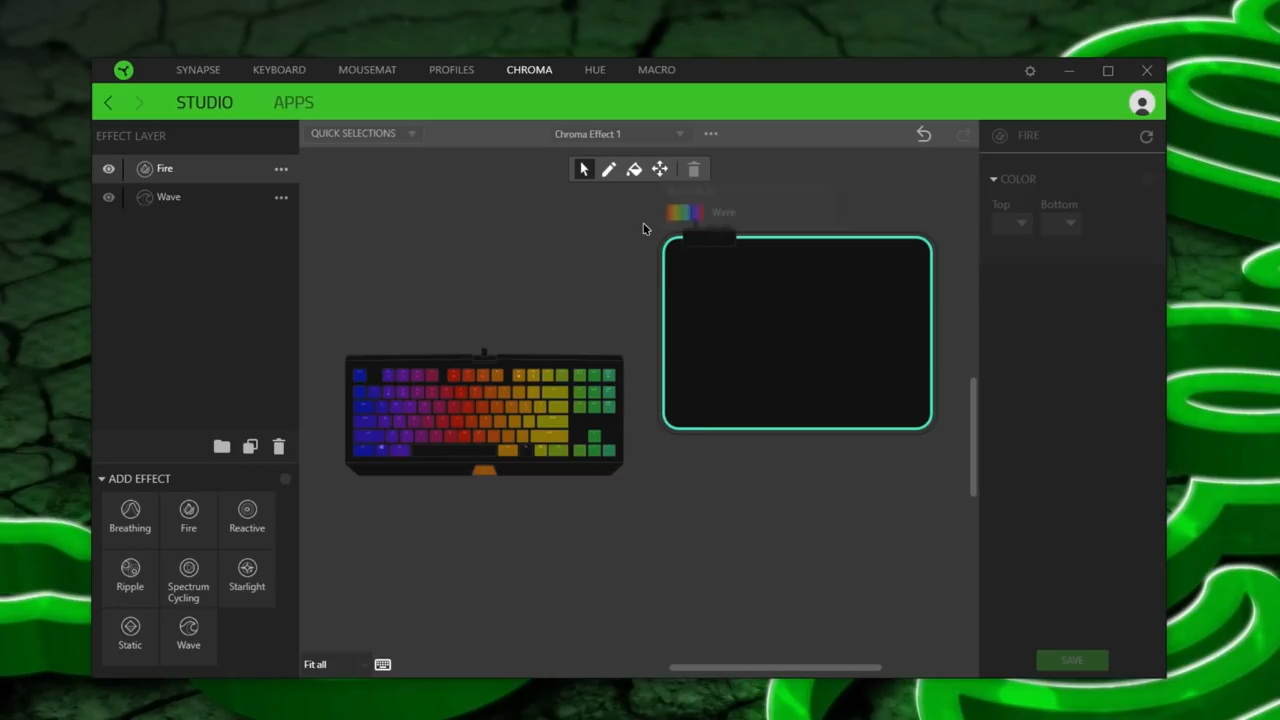 SYNAPSE KEYBOARD MOUSEMAT PROFILES CHROMA HUE MACRO
STUDIO APPS
EFFECT LAYER
QUICK SELECTIONS
Chroma Effect 1
FIRE
Fire
Wave
Wave
COLOR
Top Bottom
ADD EFFECT
Breathing Fire Reactive
Ripple Spectrum Starlight
Cycling
Static Wave
Fit all
SAVE